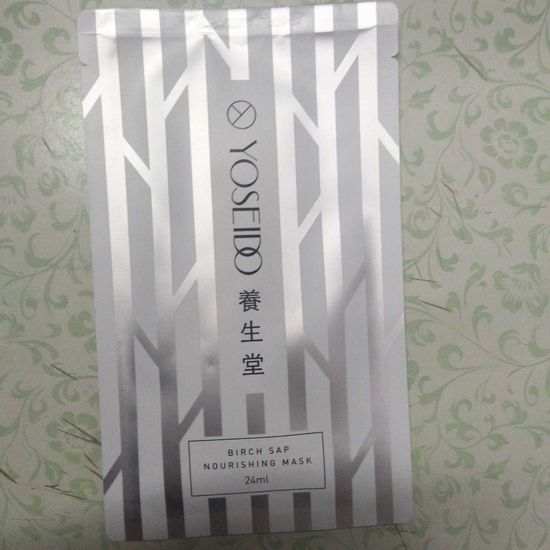 YOSEIDO
養生堂
BIRCH SAP
NOURISHING MASK
24ml